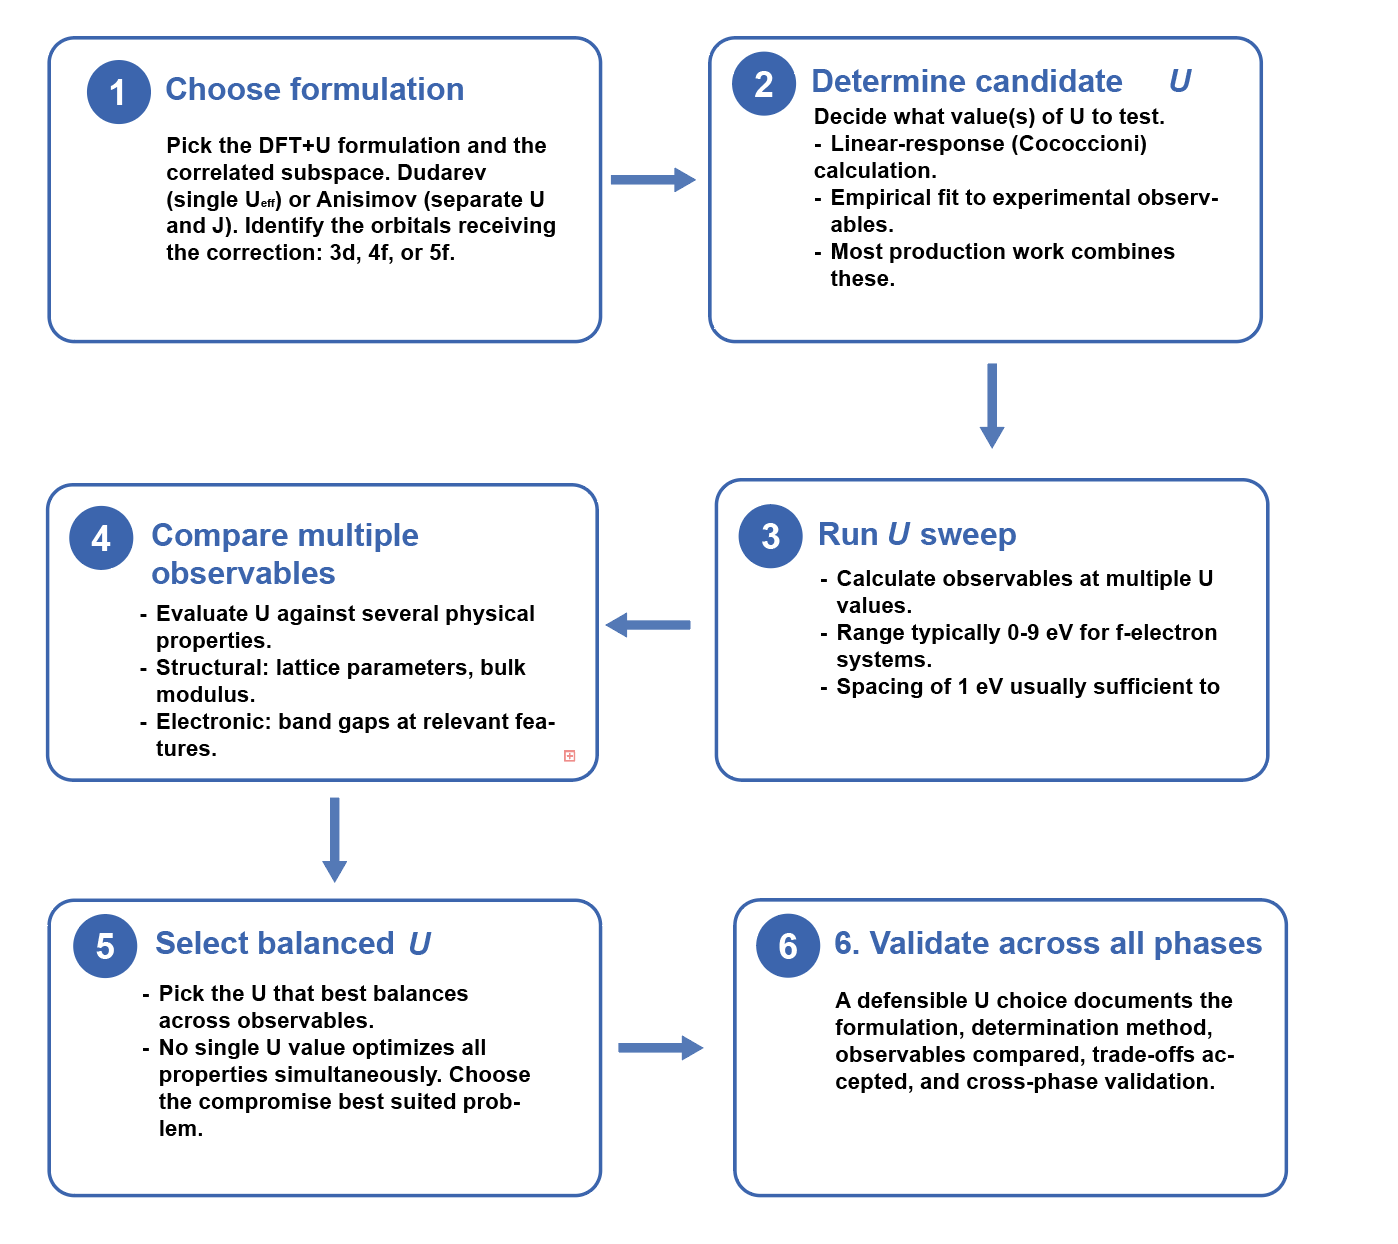 1
Choose formulation
Pick the DFT+U formulation and the
correlated subspace. Dudarev
(single Ueff) or Anisimov (separate U
and J). Identify the orbitals receiving
the correction: 3d, 4f, or 5f.
2
Determine candidate U
Decide what value(s) of U to test.
- Linear-response (Cococcioni)
calculation.
- Empirical fit to experimental observ-
ables.
- Most production work combines
these.
3
Run U sweep
- Calculate observables at multiple U
values.
- Range typically 0-9 eV for f-electron
systems.
- Spacing of 1 eV usually sufficient to
4
Compare multiple
observables
- Evaluate U against several physical
properties.
- Structural: lattice parameters, bulk
modulus.
- Electronic: band gaps at relevant fea-
tures.
5
Select balanced U
- Pick the U that best balances
across observables.
- No single U value optimizes all
properties simultaneously. Choose
the compromise best suited prob-
lem.
6
6. Validate across all phases
A defensible U choice documents the
formulation, determination method,
observables compared, trade-offs ac-
cepted, and cross-phase validation.